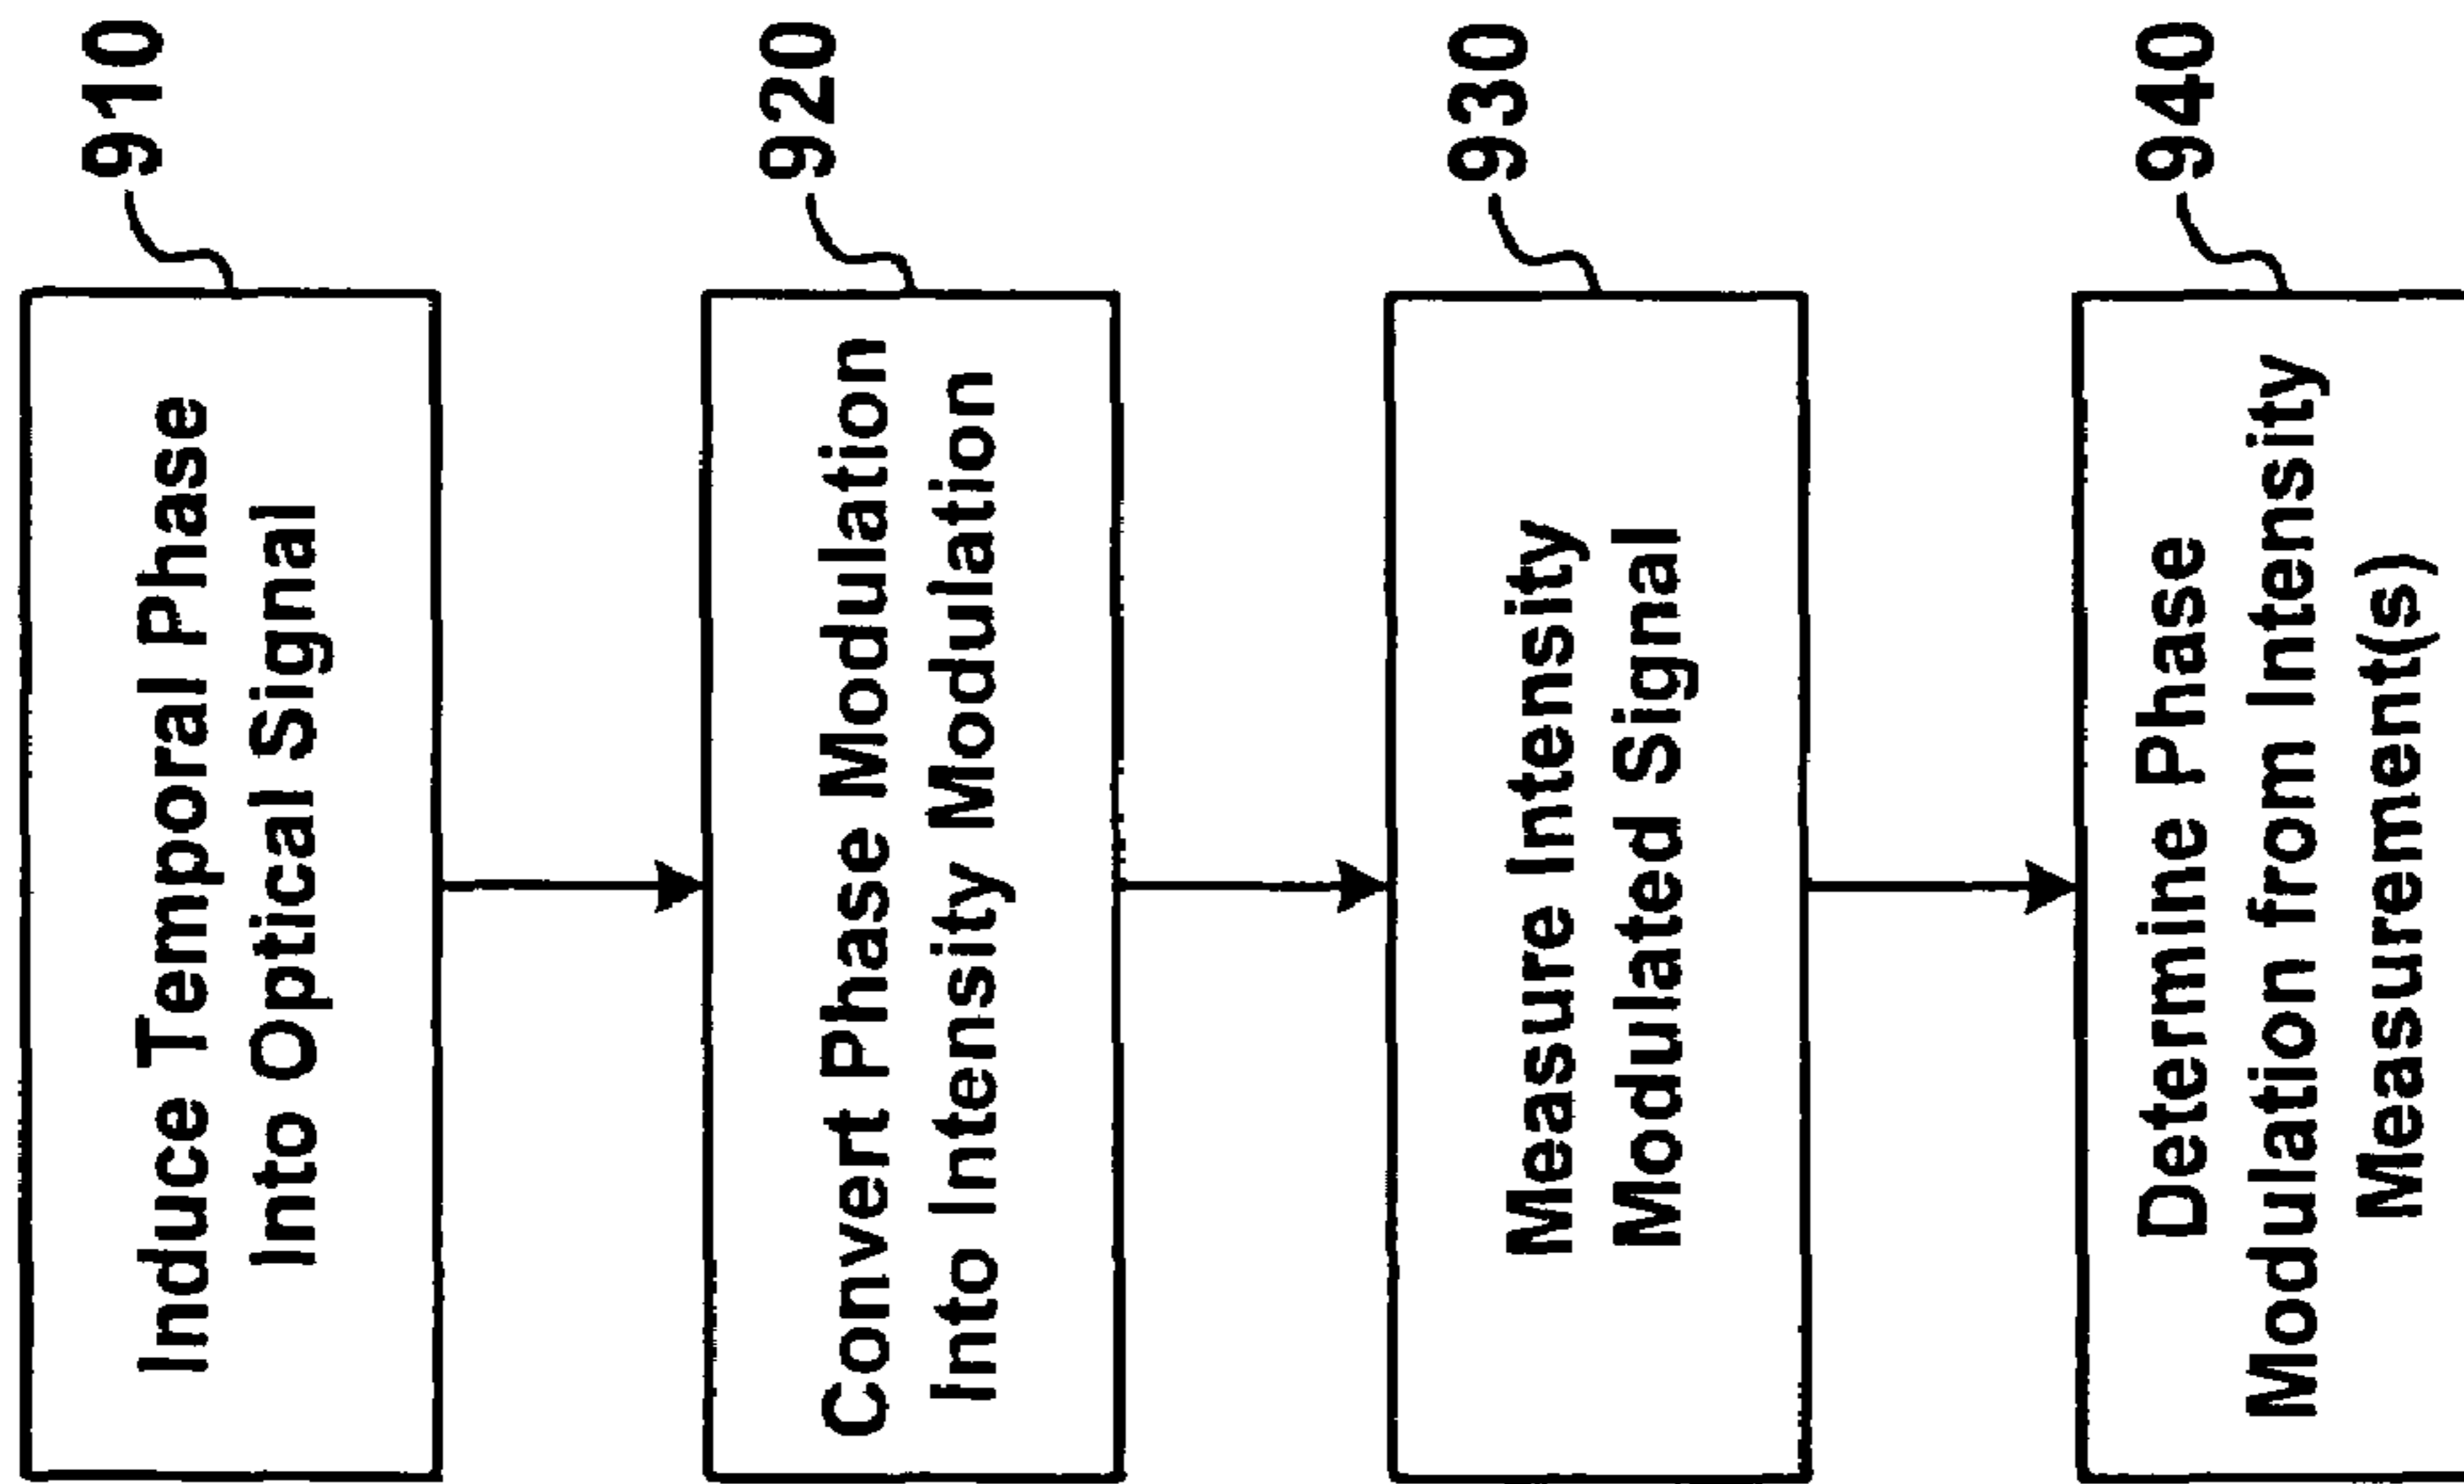 910
Induce Temporal Phase
Into Optical Signal
920
Convert Phase Modulation
Into Intensity Modulation
930
Measure Intensity
Modulated Signal
940
Determine Phase
Modulation from Intensity
Measurement(s)